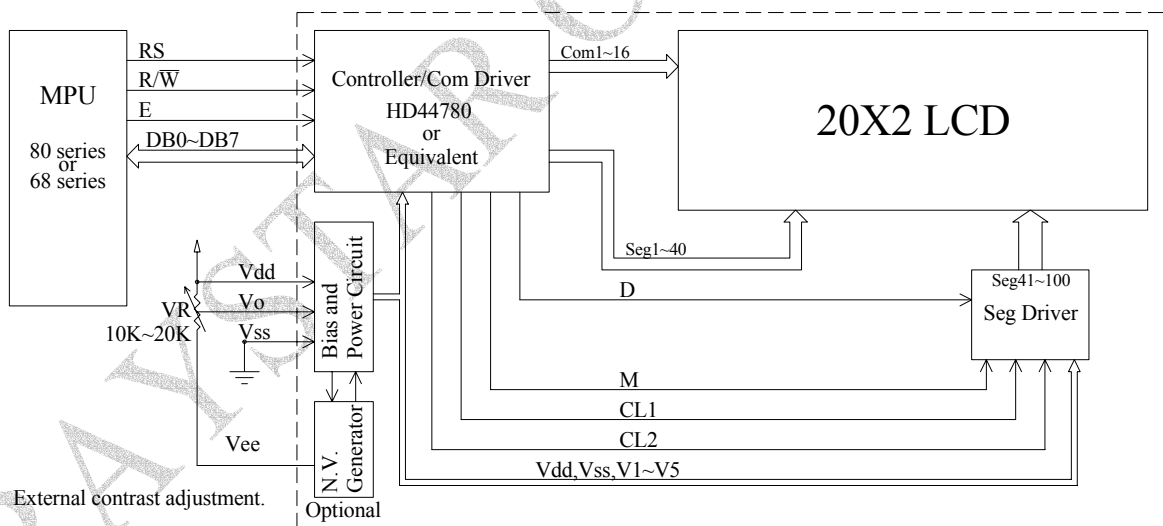 MPU
80 series
or
68 series
RS
R/W̅
E
DB0~DB7
Controller/Com Driver
HD44780
or
Equivalent
Com1~16
20X2 LCD
Seg1~40
Seg41~100
Seg Driver
D
M
CL1
CL2
Vdd,Vss,V1~V5
Vdd
Vo
Vss
VR
10K~20K
Bias and
Power Circuit
Vee
N.V.
Generator
Optional
External contrast adjustment.